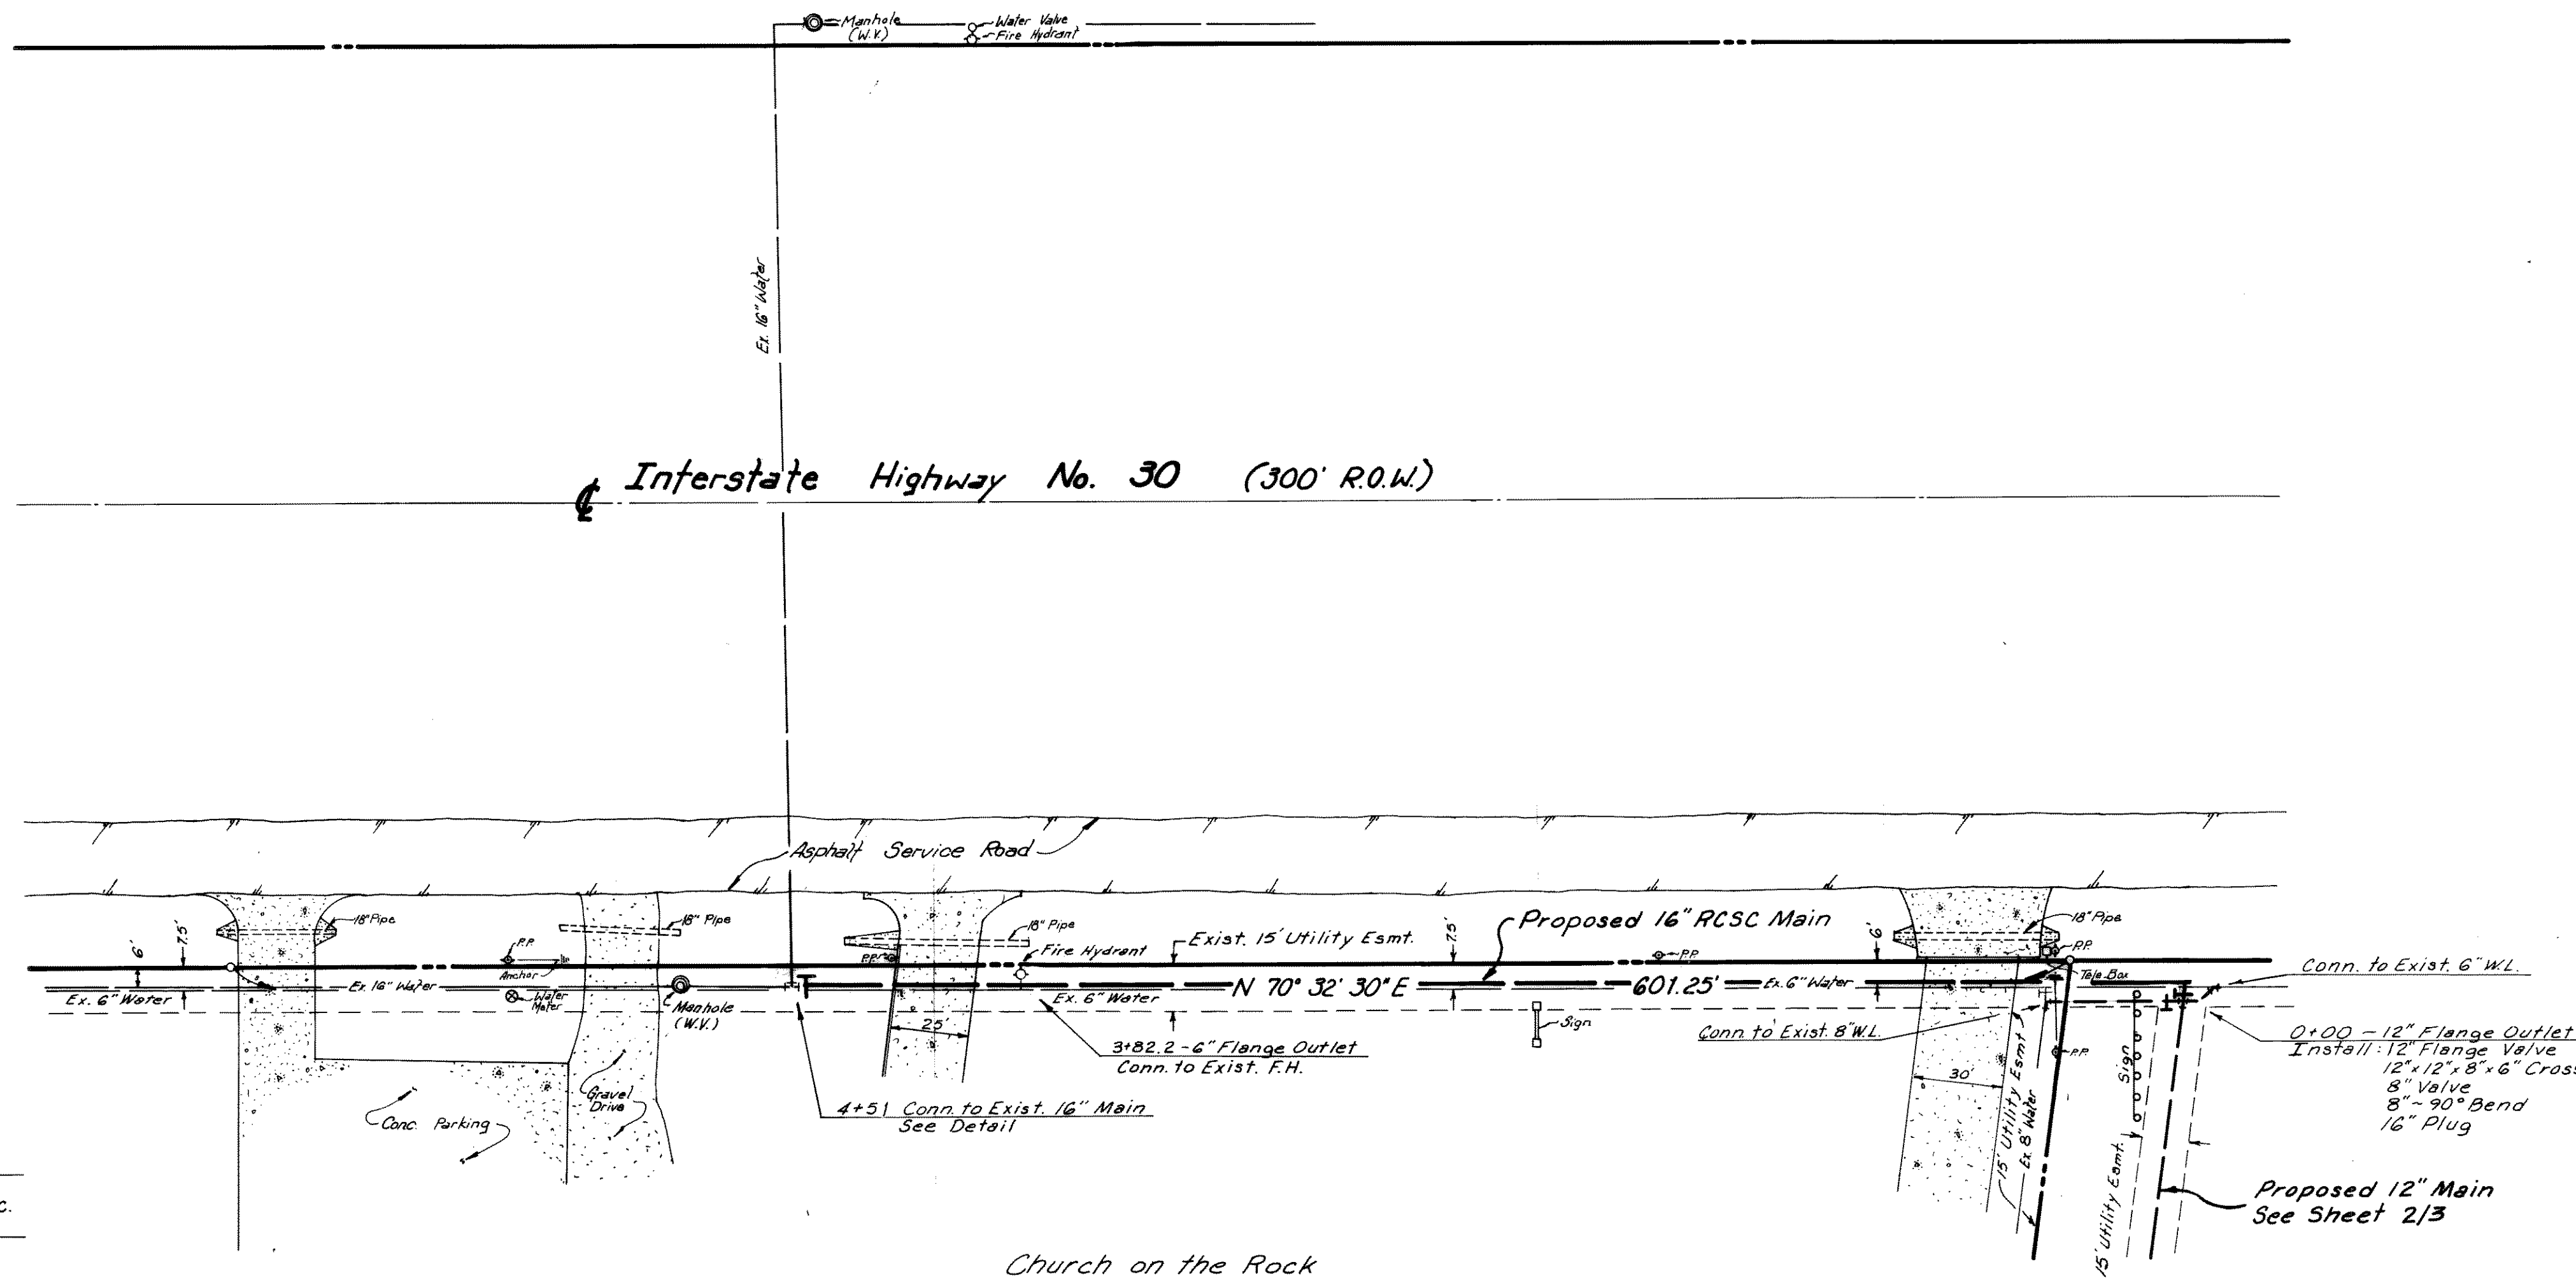 Manhole
(W.V.)
Water Valve
Fire Hydrant
Ex. 16" Water
℄ Interstate Highway No. 30 (300' R.O.W.)
Asphalt Service Road
18" Pipe
18" Pipe
18" Pipe
18" Pipe
6'
7.5'
P.P.
Anchor
Ex. 6" Water
Ex. 16" Water
Water
Meter
Manhole
(W.V.)
P.P.
Fire Hydrant
Exist. 15' Utility Esmt.
7.5'
Proposed 16" RCSC Main
P.P.
6'
P.P.
Tele. Box
Ex. 6" Water
N 70° 32' 30" E
601.25'
Ex. 6" Water
Conn. to Exist. 6" W.L.
25'
3+82.2 - 6" Flange Outlet
Conn. to Exist. F.H.
Sign
Conn. to Exist. 8" W.L.
P.P.
0+00 - 12" Flange Outlet
Install: 12" Flange Valve
12" x 12" x 8" x 6" Cross
8" Valve
8" ~ 90° Bend
16" Plug
Gravel
Drive
Conc. Parking
4+51 Conn. to Exist. 16" Main
See Detail
30'
15' Utility Esmt
Ex. 8" Water
Sign
15' Utility Esmt.
Proposed 12" Main
See Sheet 2/3
C.
Church on the Rock